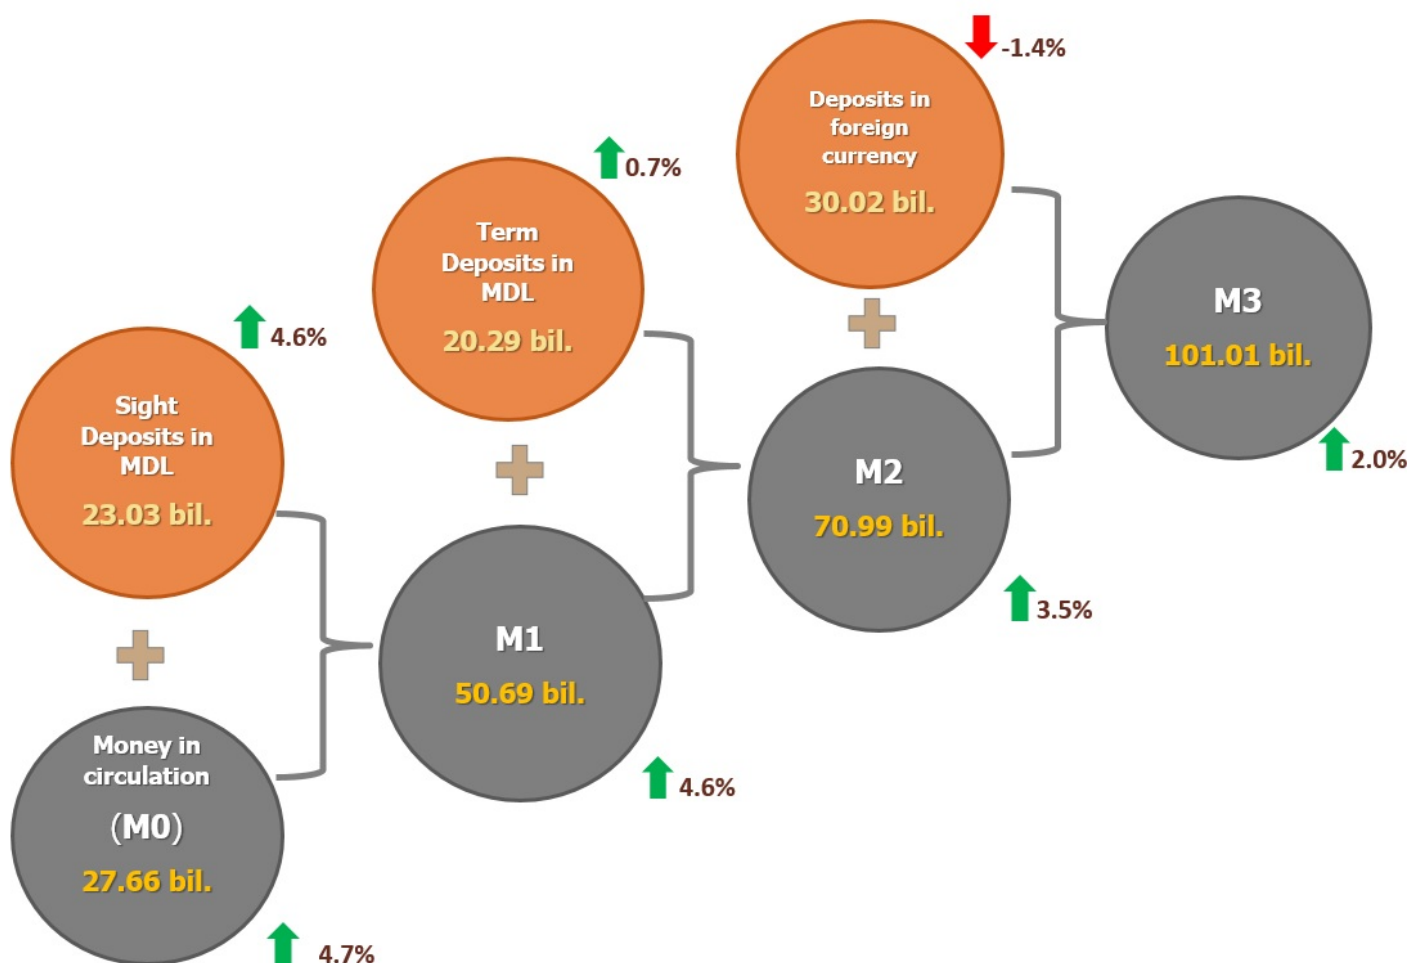 Sight
Deposits in
MDL
23.03 bil.
4.6%
Money in
circulation
(M0)
27.66 bil.
4.7%
Term
Deposits in
MDL
20.29 bil.
0.7%
M1
50.69 bil.
4.6%
Deposits in
foreign
currency
30.02 bil.
-1.4%
M2
70.99 bil.
3.5%
M3
101.01 bil.
2.0%